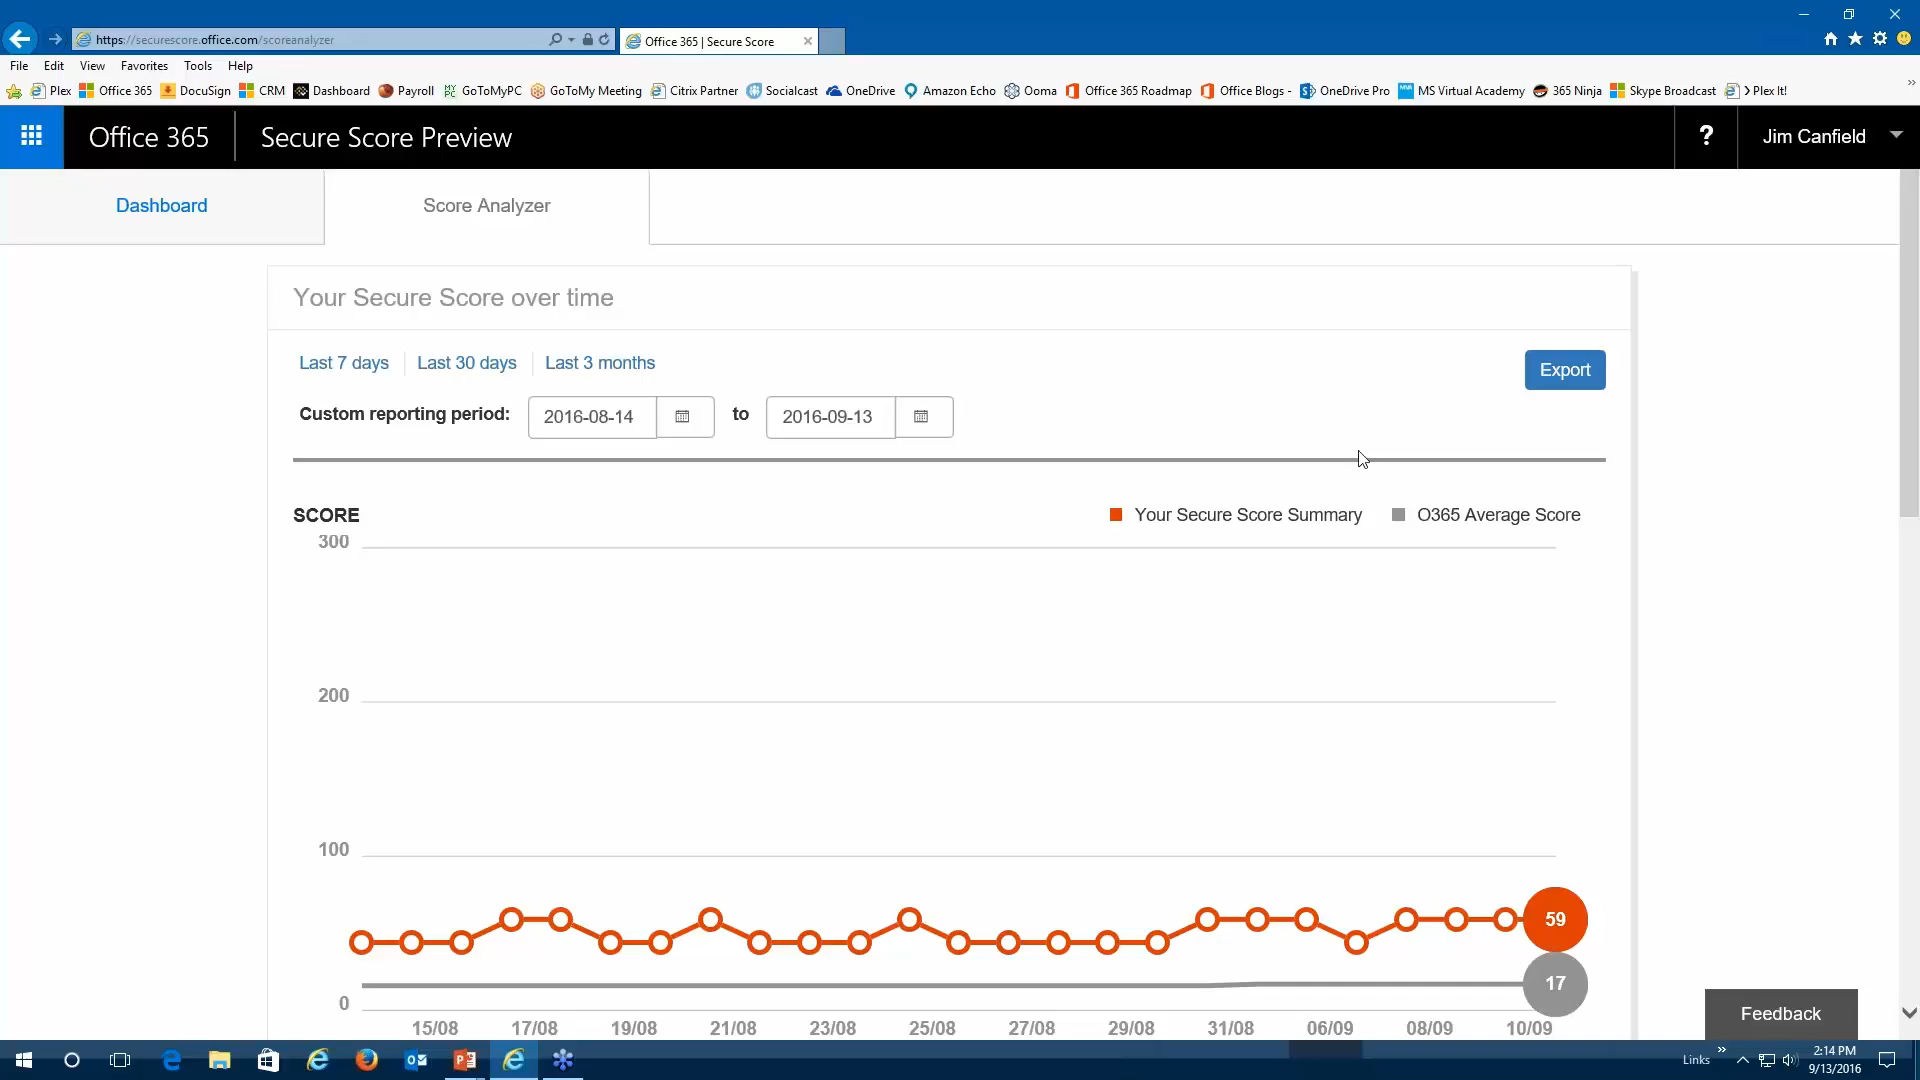 https://securescore.office.com/scoreanalyzer
Office 365 | Secure Score
File Edit View Favorites Tools Help
Plex Office 365 DocuSign CRM Dashboard Payroll GoToMyPC GoToMy Meeting Citrix Partner Socialcast OneDrive Amazon Echo Ooma Office 365 Roadmap Office Blogs - OneDrive Pro MS Virtual Academy 365 Ninja Skype Broadcast > Plex It!
Office 365 Secure Score Preview ? Jim Canfield
Dashboard Score Analyzer
Your Secure Score over time
Last 7 days Last 30 days Last 3 months
Export
Custom reporting period: 2016-08-14 to 2016-09-13
SCORE Your Secure Score Summary O365 Average Score
300
200
100
59
17
0
15/08 17/08 19/08 21/08 23/08 25/08 27/08 29/08 31/08 06/09 08/09 10/09
Feedback
Links 2:14 PM
9/13/2016